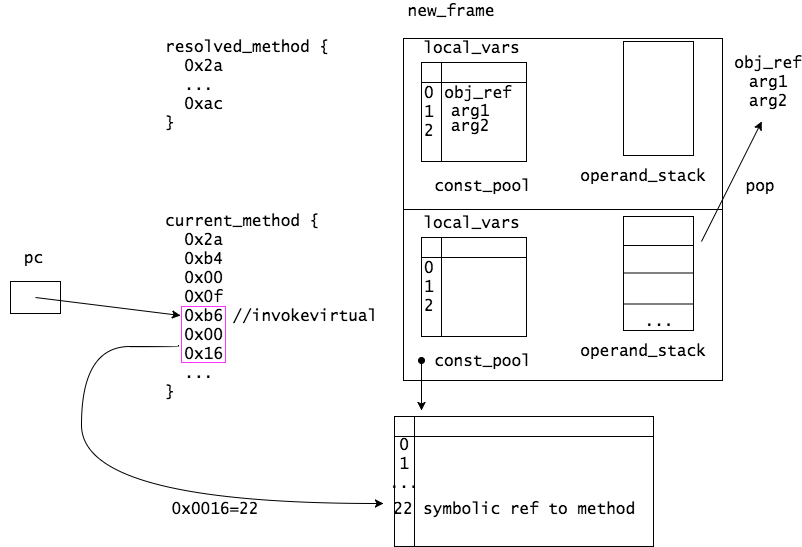 new_frame
resolved_method {
0x2a
...
0xac
}
local_vars
0 obj_ref
1 arg1
2 arg2
const_pool
operand_stack
obj_ref
arg1
arg2
pop
current_method {
0x2a
0xb4
0x00
0x0f
0xb6 //invokevirtual
0x00
0x16
...
}
pc
local_vars
0
1
2
const_pool
...
operand_stack
0
1
...
22 symbolic ref to method
0x0016=22